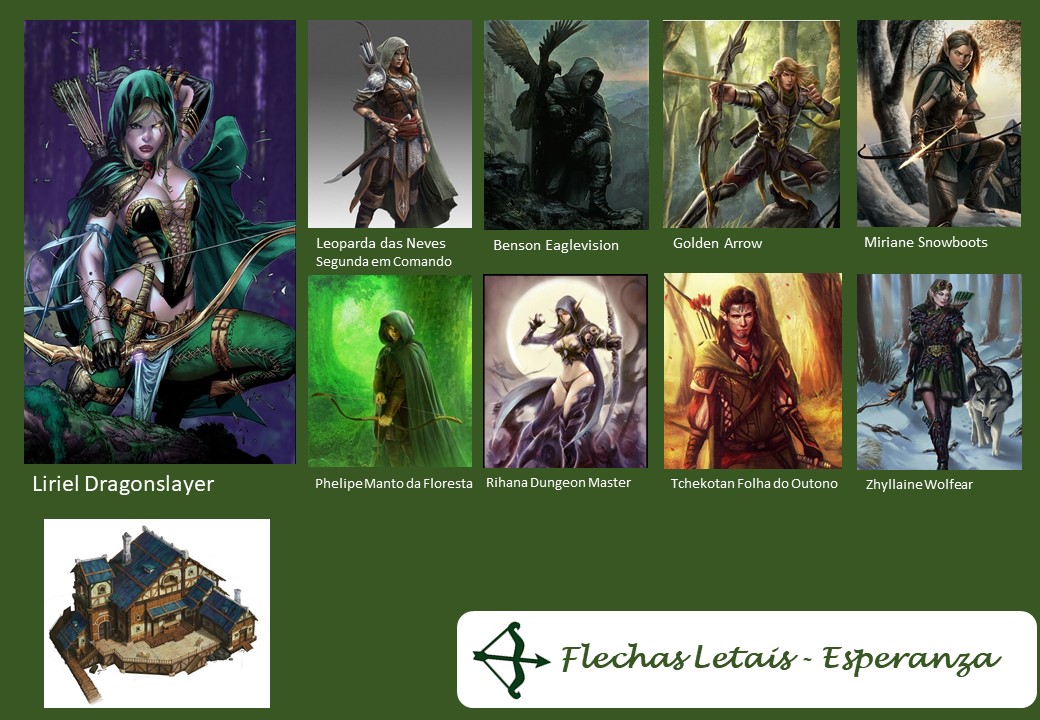 Leoparda das Neves
Segunda em Comando
Benson Eaglevision
Golden Arrow
Miriane Snowboots
Liriel Dragonslayer
Phelipe Manto da Floresta
Rihana Dungeon Master
Tchekotan Folha do Outono
Zhyllaine Wolfear
Flechas Letais - Esperanza